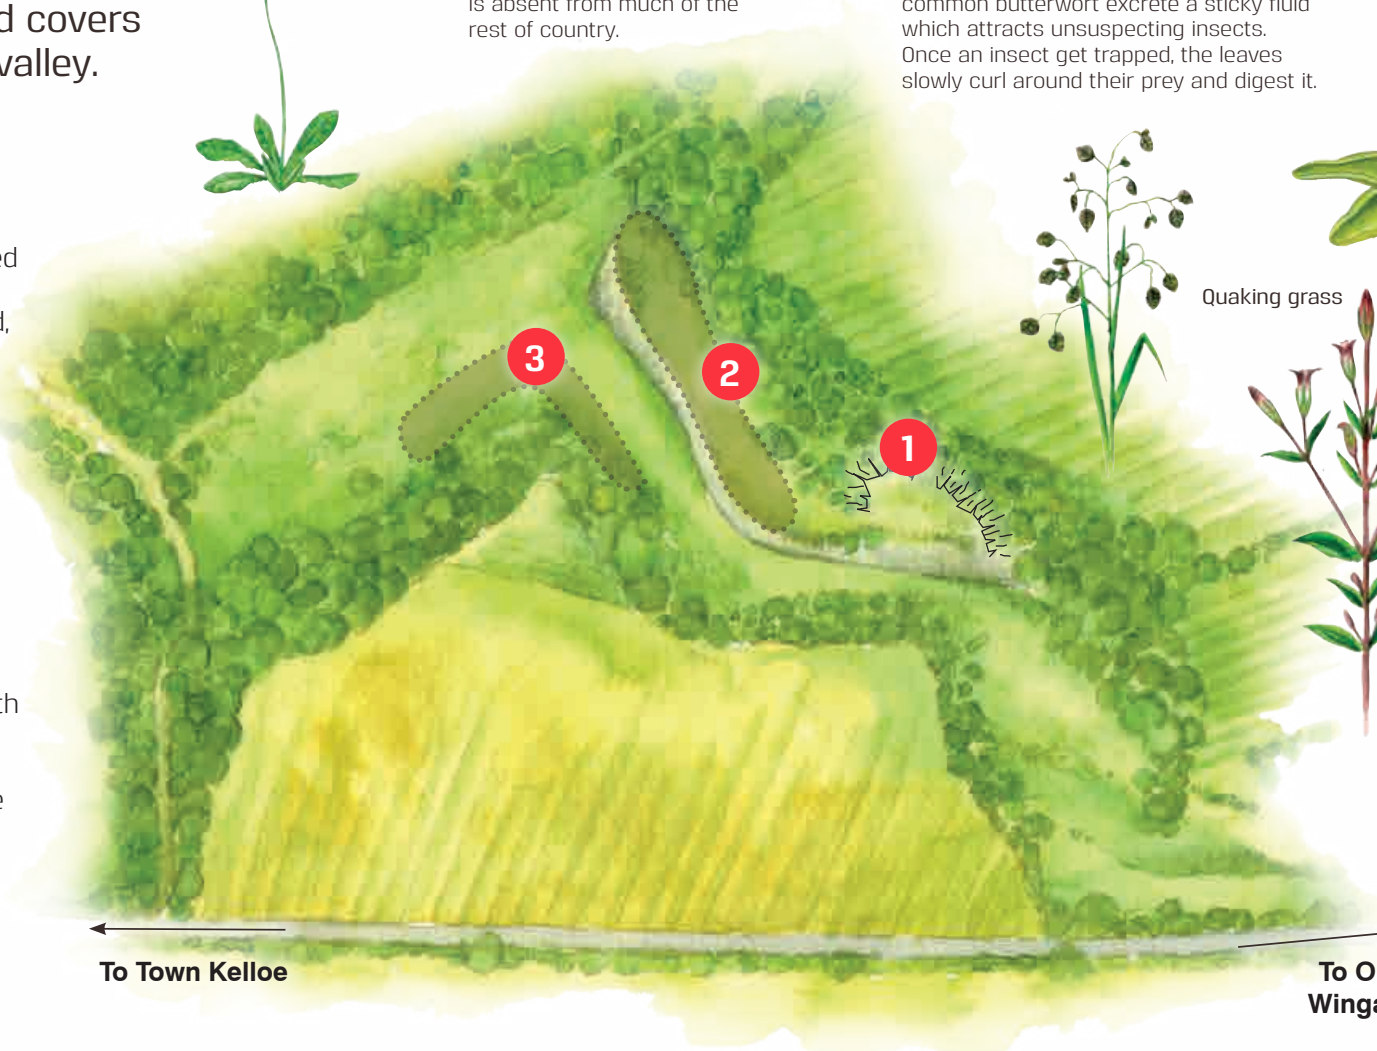 d covers
valley.
is absent from much of the
rest of country.
common butterwort excrete a sticky fluid
which attracts unsuspecting insects.
Once an insect get trapped, the leaves
slowly curl around their prey and digest it.
ed
d,
th
e
Quaking grass
3
2
1
To Town Kelloe
To O
Winga